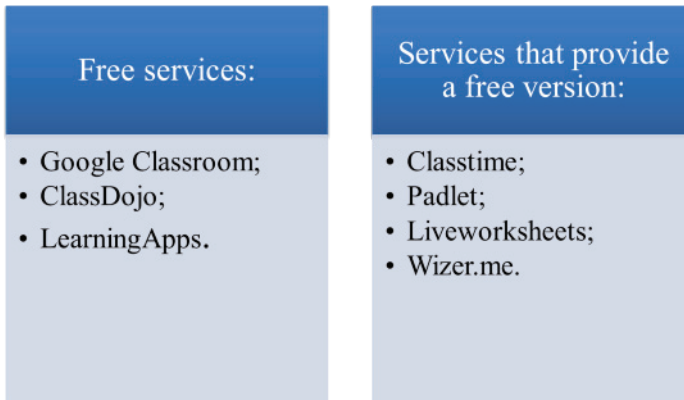 Free services:
• Google Classroom;
• ClassDojo;
• LearningApps.
Services that provide
a free version:
• Classtime;
• Padlet;
• Liveworksheets;
• Wizer.me.